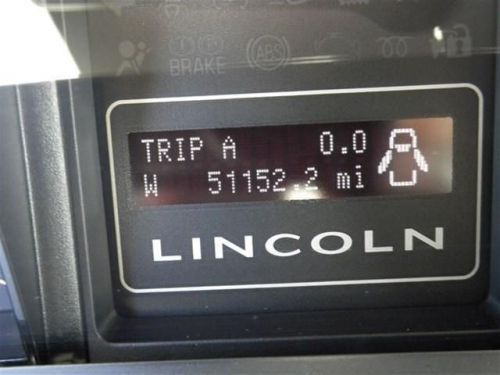 BRAKE ABS
TRIP A 0.0
W 51152.2 mi
LINCOLN